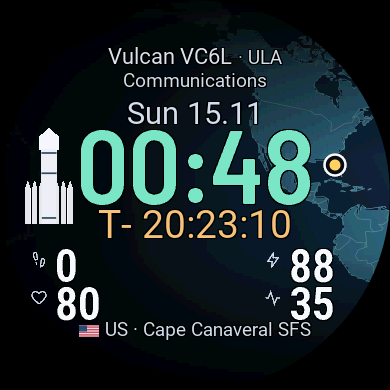 Vulcan VC6L · ULA
Communications
Sun 15.11
00:48
T- 20:23:10
0 88
80 35
US · Cape Canaveral SFS